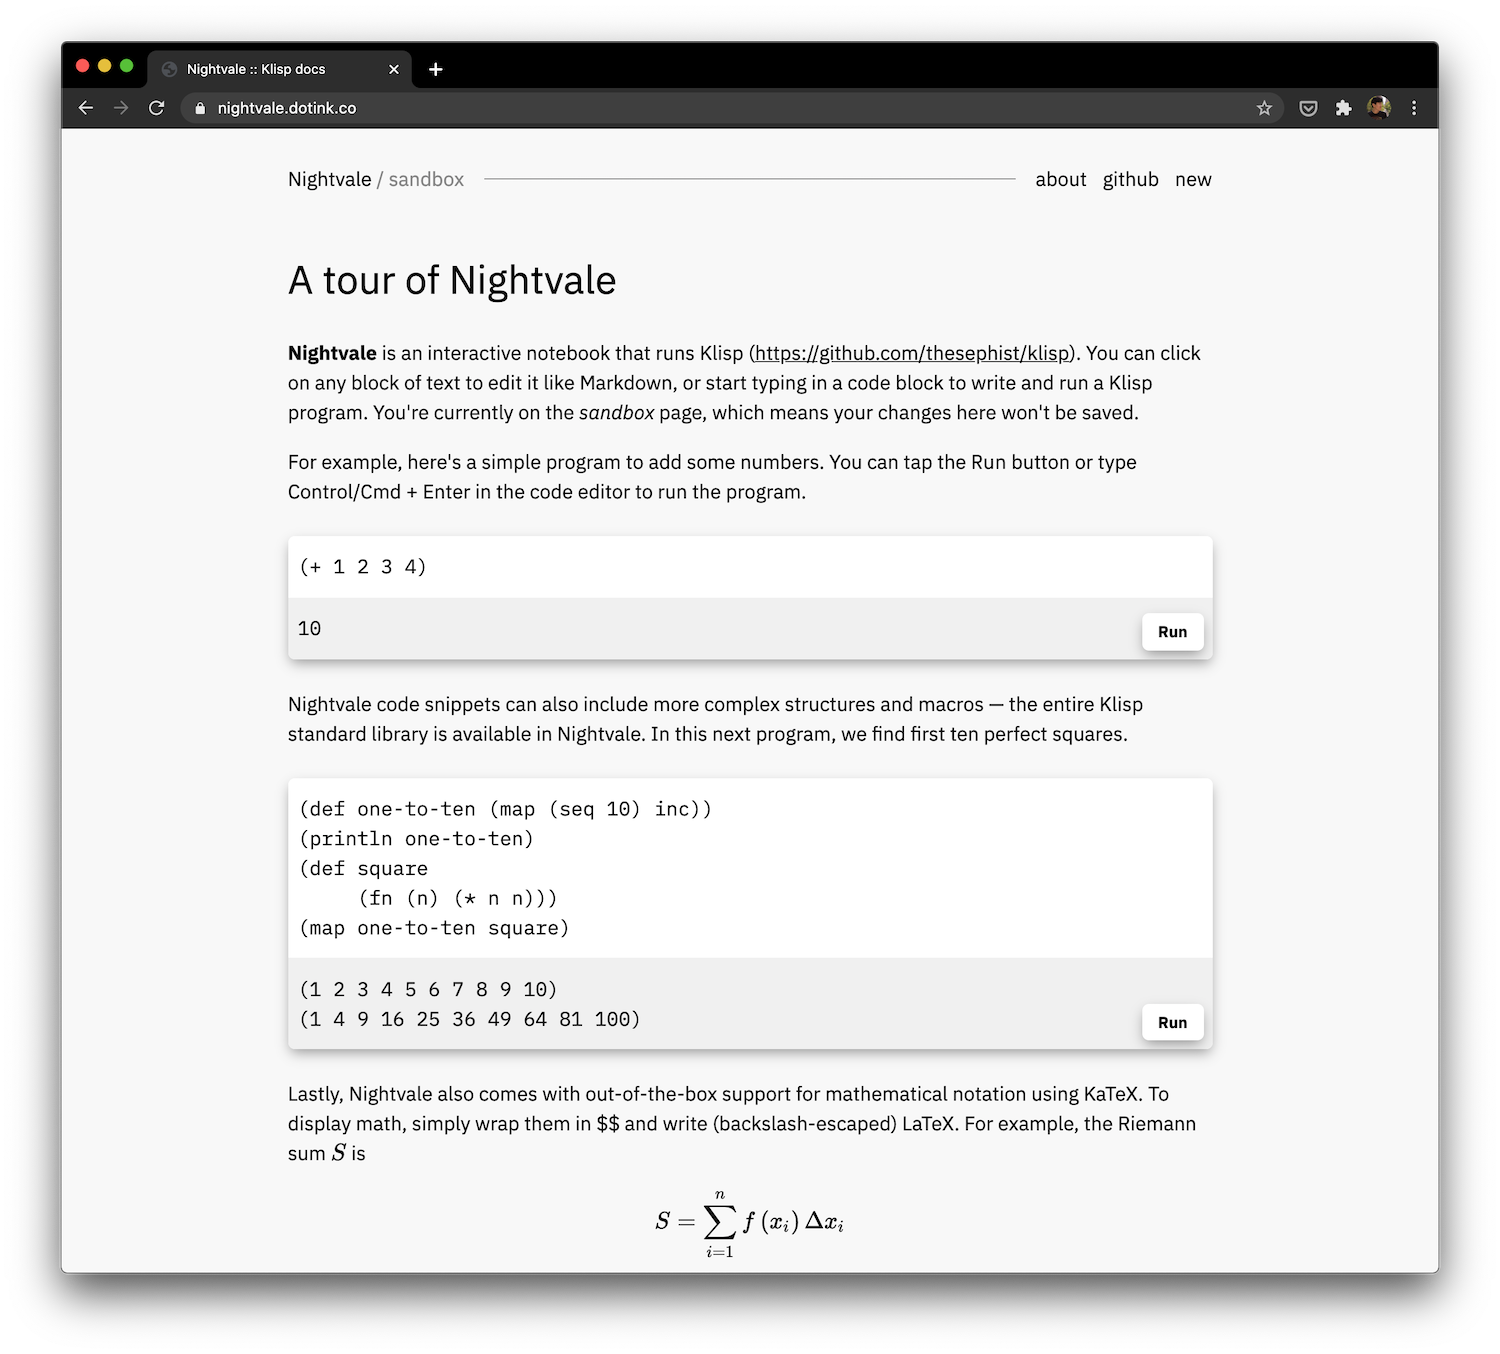 Nightvale :: Klisp docs
nightvale.dotink.co
Nightvale / sandbox about github new
A tour of Nightvale
Nightvale is an interactive notebook that runs Klisp (https://github.com/thesephist/klisp). You can click
on any block of text to edit it like Markdown, or start typing in a code block to write and run a Klisp
program. You're currently on the sandbox page, which means your changes here won't be saved.
For example, here's a simple program to add some numbers. You can tap the Run button or type
Control/Cmd + Enter in the code editor to run the program.
(+ 1 2 3 4)
10
Run
Nightvale code snippets can also include more complex structures and macros — the entire Klisp
standard library is available in Nightvale. In this next program, we find first ten perfect squares.
(def one-to-ten (map (seq 10) inc))
(println one-to-ten)
(def square
     (fn (n) (* n n)))
(map one-to-ten square)
(1 2 3 4 5 6 7 8 9 10)
(1 4 9 16 25 36 49 64 81 100)
Run
Lastly, Nightvale also comes with out-of-the-box support for mathematical notation using KaTeX. To
display math, simply wrap them in $$ and write (backslash-escaped) LaTeX. For example, the Riemann
sum S is
S = ∑_{i=1}^{n} f (x_i) Δx_i